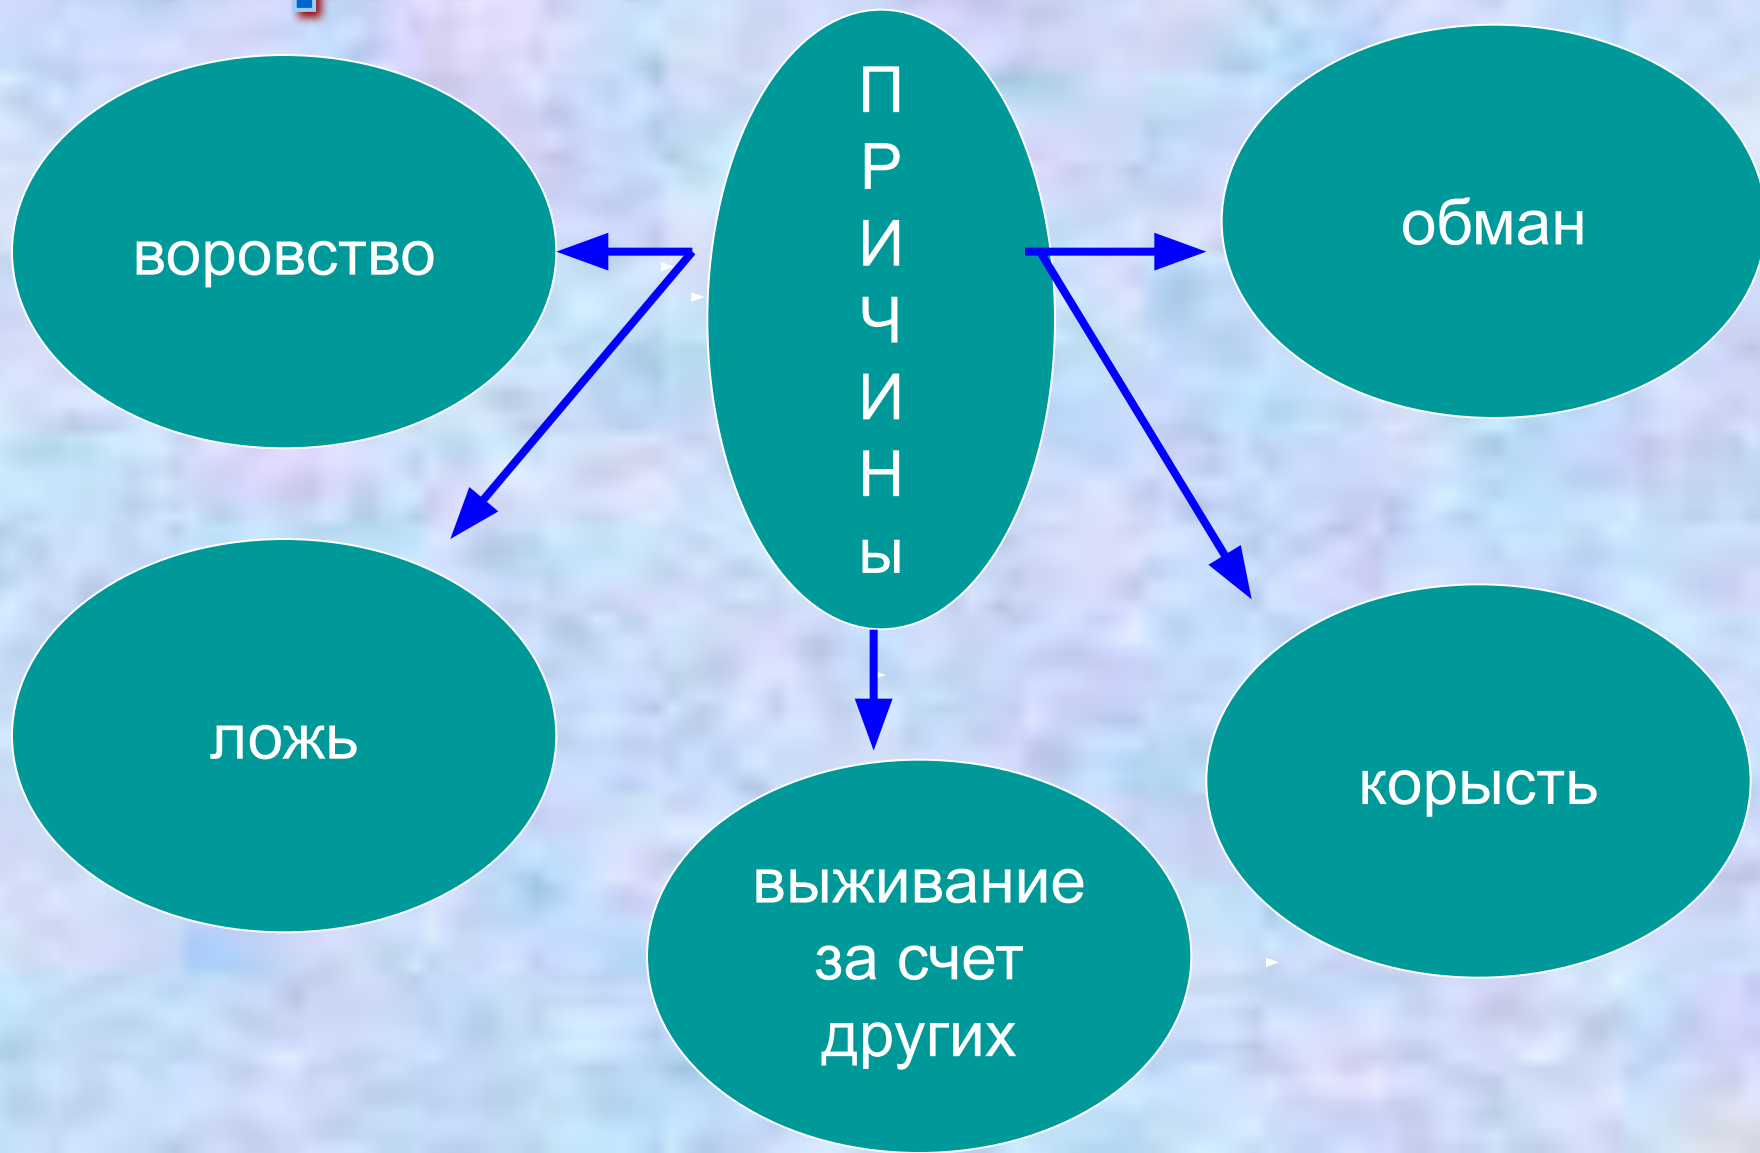 П
Р
И
Ч
И
Н
ы
воровство
обман
ложь
корысть
выживание
за счет
других